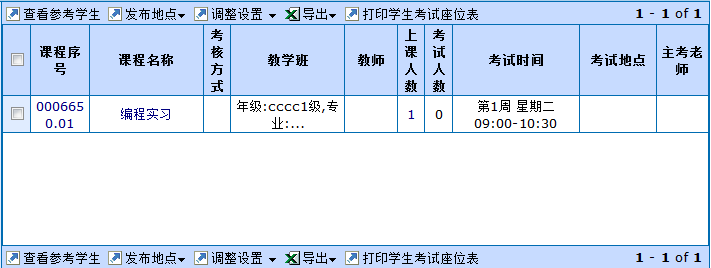 查看参考学生 发布地点 调整设置 导出 打印学生考试座位表 1 - 1 of 1
课程序号 课程名称 考核方式 教学班 教师 上课人数 考试人数 考试时间 考试地点 主考老师
0006650.01 编程实习 年级:cccc1级,专业:... 1 0 第1周 星期二 09:00-10:30
查看参考学生 发布地点 调整设置 导出 打印学生考试座位表 1 - 1 of 1